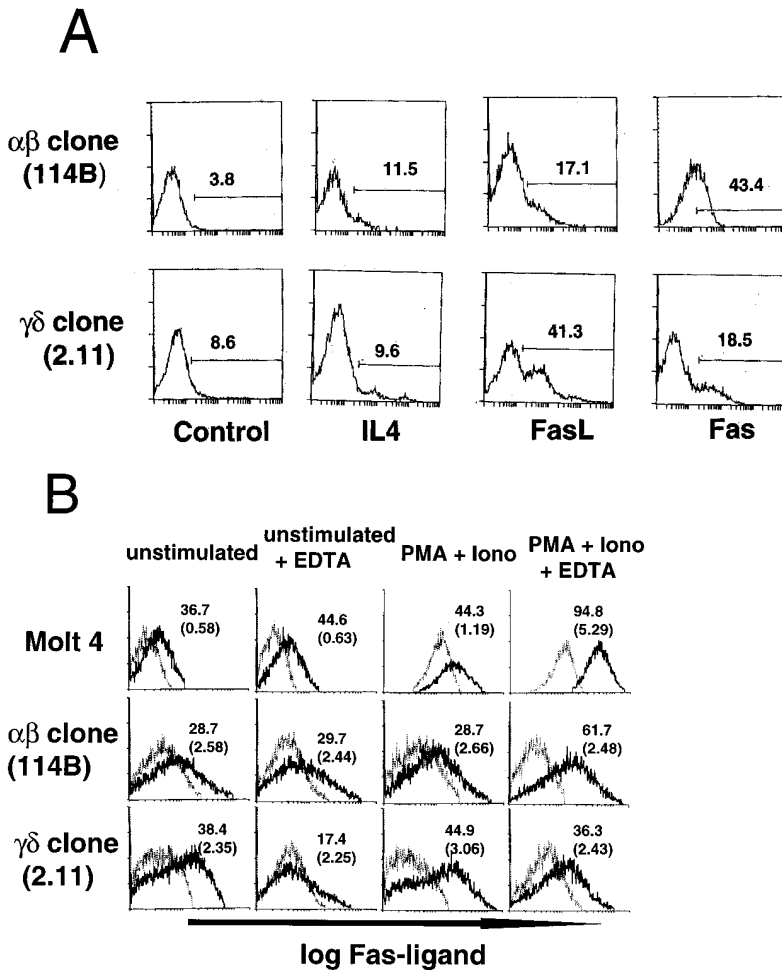 A
αβ clone
(114B)
3.8
11.5
17.1
43.4
γδ clone
(2.11)
8.6
9.6
41.3
18.5
Control
IL4
FasL
Fas
B
unstimulated
unstimulated
+ EDTA
PMA + Iono
PMA + Iono
+ EDTA
Molt 4
36.7
(0.58)
44.6
(0.63)
44.3
(1.19)
94.8
(5.29)
αβ clone
(114B)
28.7
(2.58)
29.7
(2.44)
28.7
(2.66)
61.7
(2.48)
γδ clone
(2.11)
38.4
(2.35)
17.4
(2.25)
44.9
(3.06)
36.3
(2.43)
log Fas-ligand